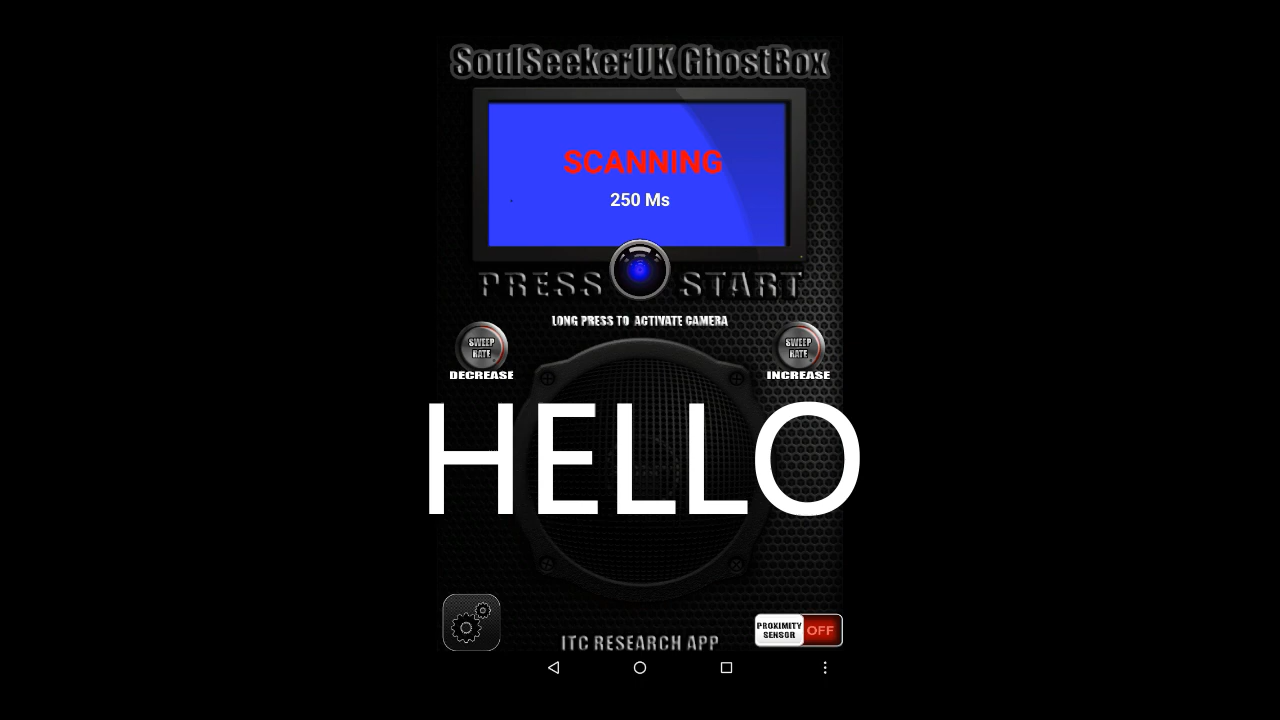 SoulSeekerUK GhostBox
SCANNING
250 Ms
PRESS START
LONG PRESS TO ACTIVATE CAMERA
SWEEP RATE
DECREASE
SWEEP RATE
INCREASE
HELLO
PROXIMITY SENSOR OFF
ITC RESEARCH APP